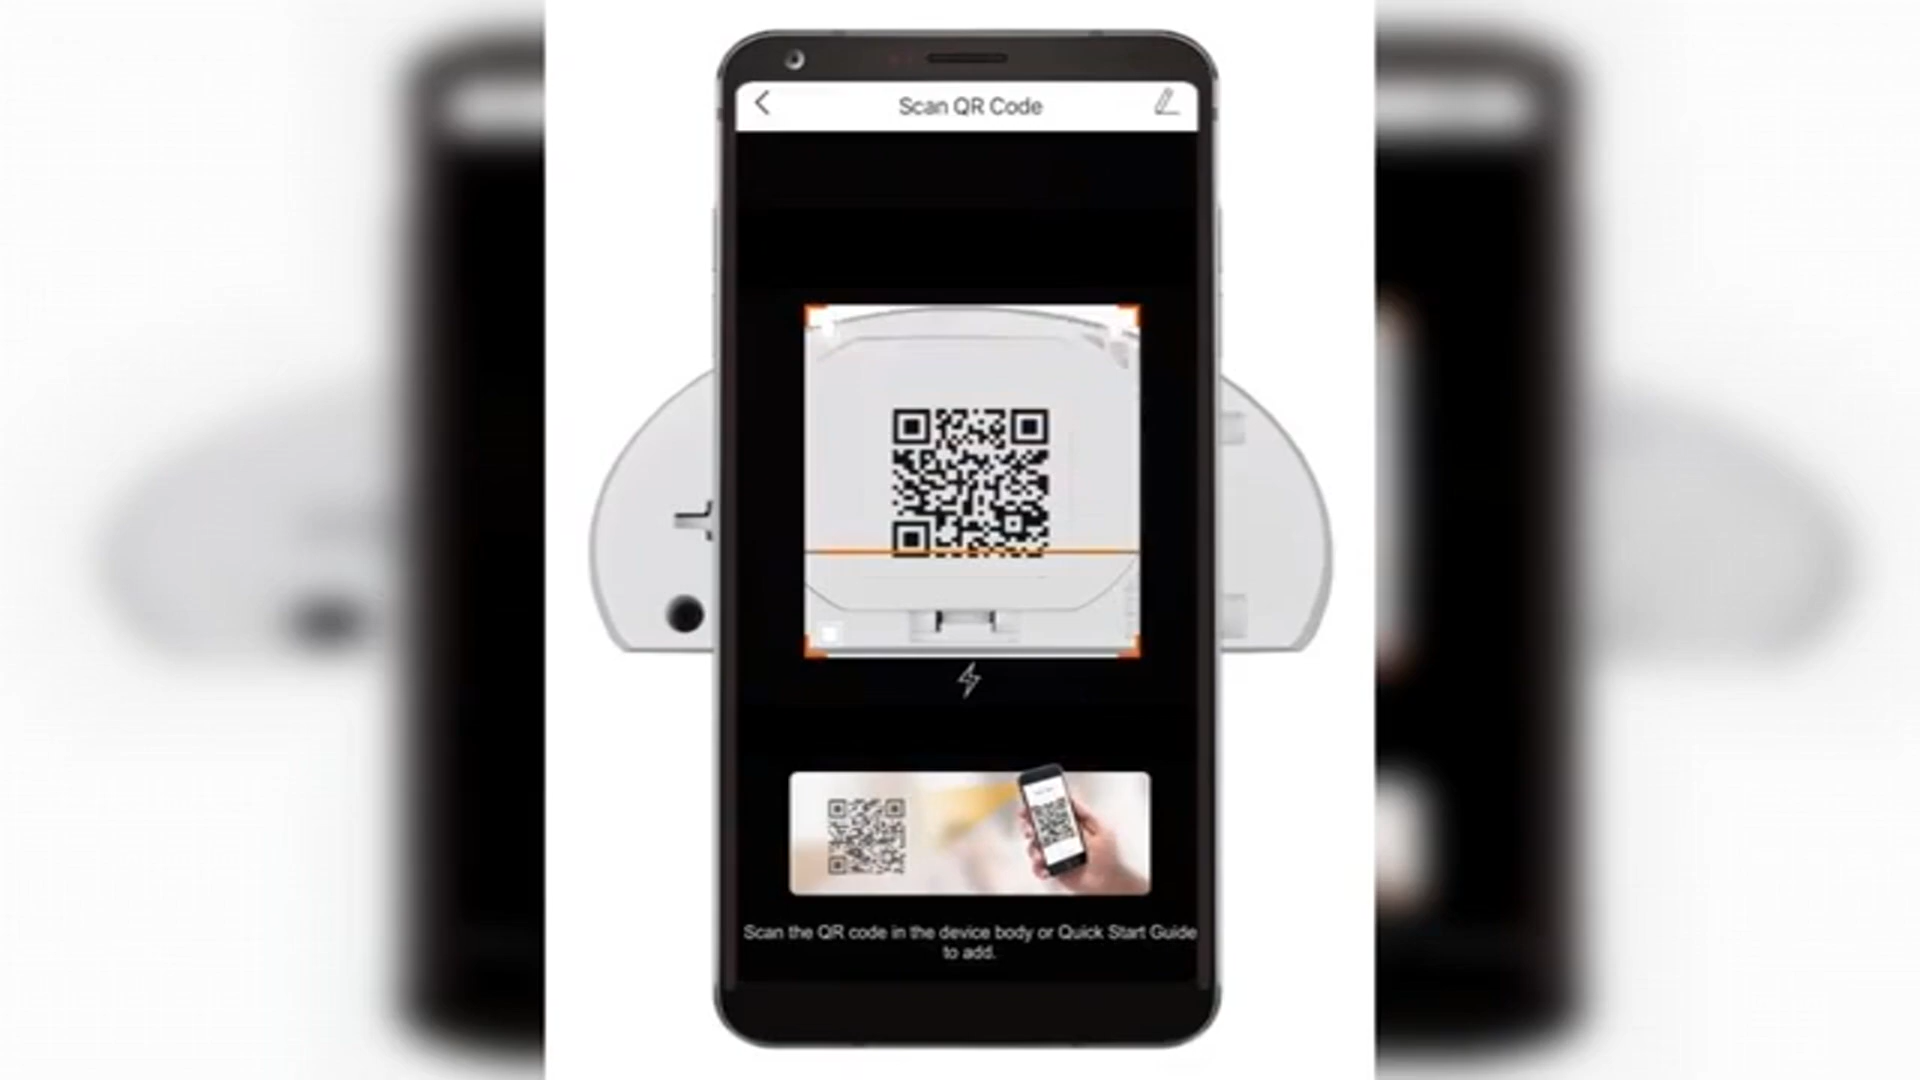 Scan QR Code
Scan the QR code in the device body or Quick Start Guide
to add.